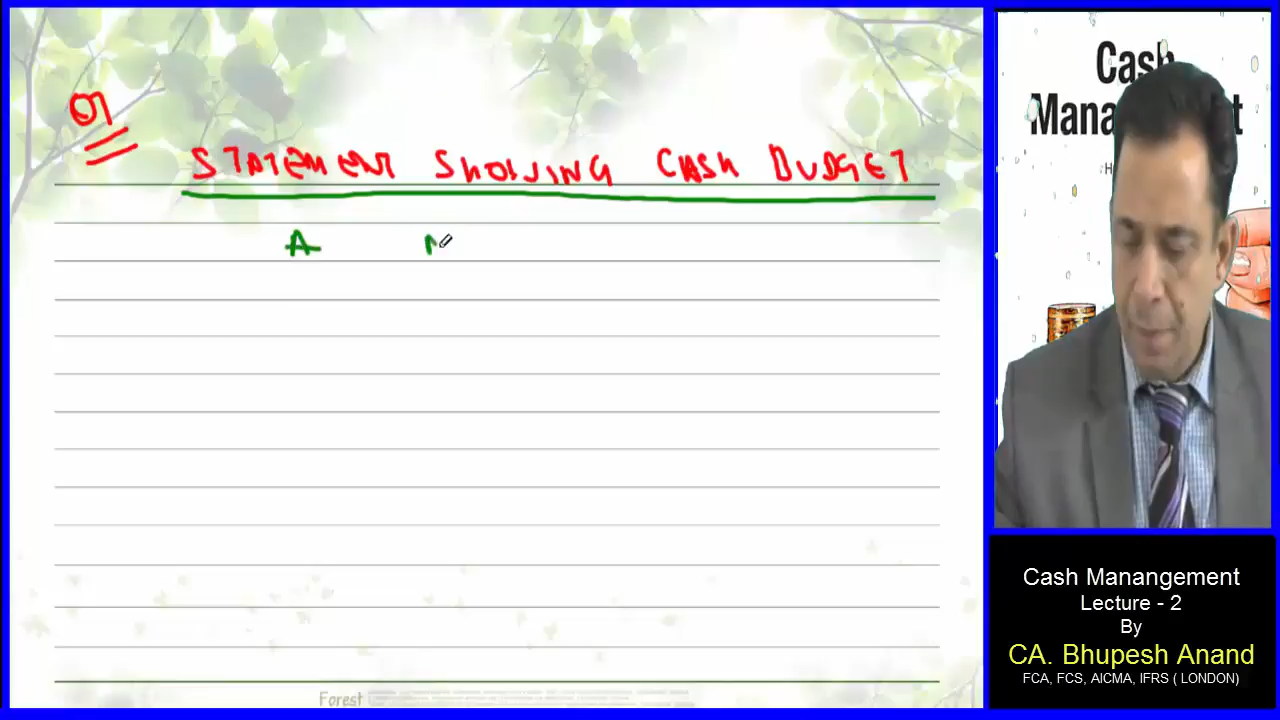 Q1
STATEMENT SHOWING CASH BUDGET
A
Cash
Mana t
H
Forest
Cash Manangement
Lecture - 2
By
CA. Bhupesh Anand
FCA, FCS, AICMA, IFRS ( LONDON)